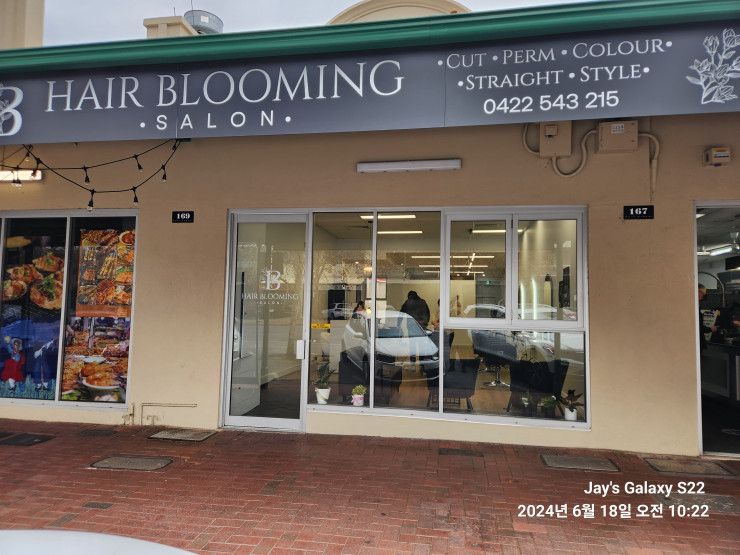 B HAIR BLOOMING
•SALON•
•CUT •PERM •COLOUR•
•STRAIGHT •STYLE•
0422 543 215
169
167
B
HAIR BLOOMING
SALON
Jay's Galaxy S22
2024년 6월 18일 오전 10:22